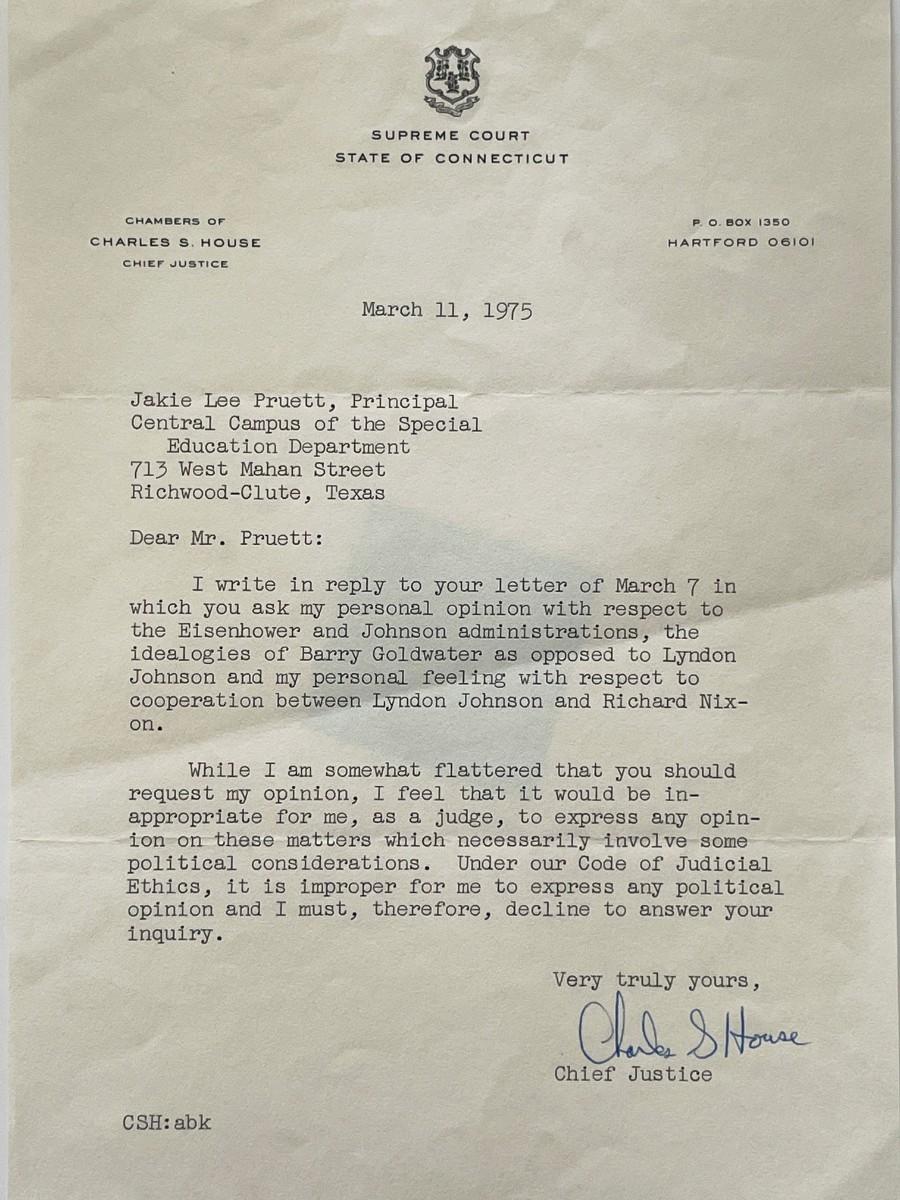 SUPREME COURT
STATE OF CONNECTICUT
CHAMBERS OF
CHARLES S. HOUSE
CHIEF JUSTICE
P. O. BOX 1350
HARTFORD 06101
March 11, 1975
Jakie Lee Pruett, Principal
Central Campus of the Special
Education Department
713 West Mahan Street
Richwood-Clute, Texas
Dear Mr. Pruett:
I write in reply to your letter of March 7 in
which you ask my personal opinion with respect to
the Eisenhower and Johnson administrations, the
idealogies of Barry Goldwater as opposed to Lyndon
Johnson and my personal feeling with respect to
cooperation between Lyndon Johnson and Richard Nix-
on.
While I am somewhat flattered that you should
request my opinion, I feel that it would be in-
appropriate for me, as a judge, to express any opin-
ion on these matters which necessarily involve some
political considerations. Under our Code of Judicial
Ethics, it is improper for me to express any political
opinion and I must, therefore, decline to answer your
inquiry.
Very truly yours,
Charles S House
Chief Justice
CSH:abk